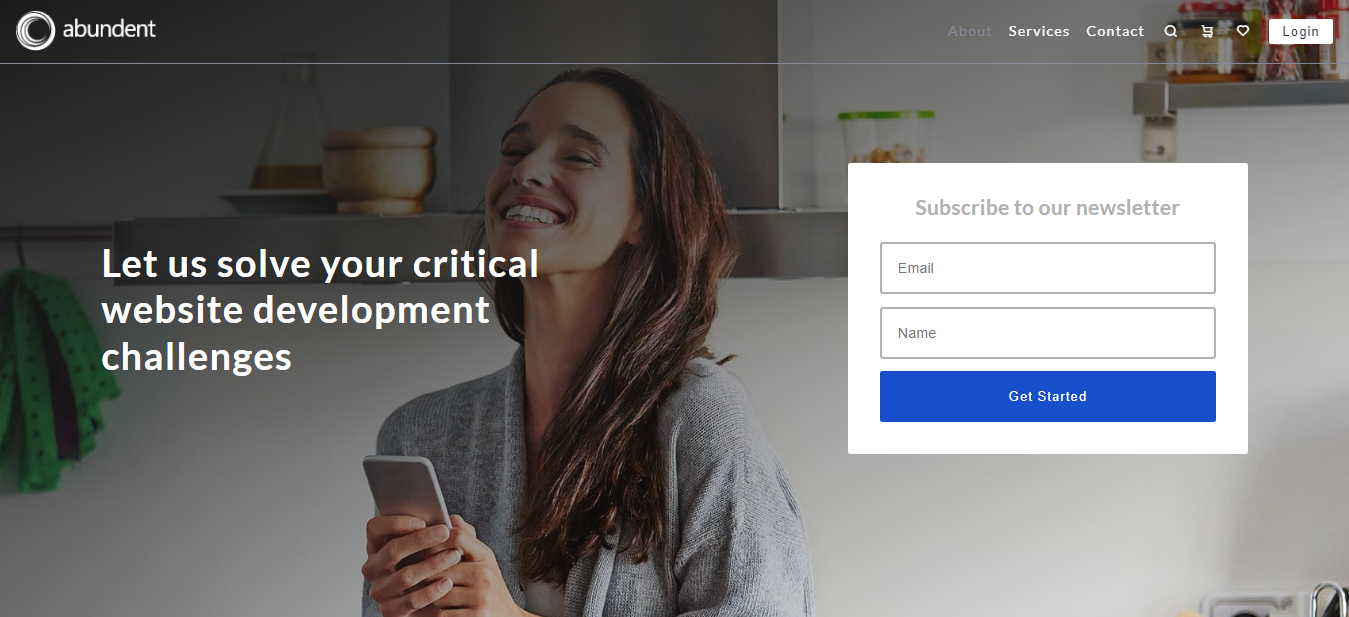 abundent
About
Services
Contact
Login
Let us solve your critical
website development
challenges
Subscribe to our newsletter
Email
Name
Get Started